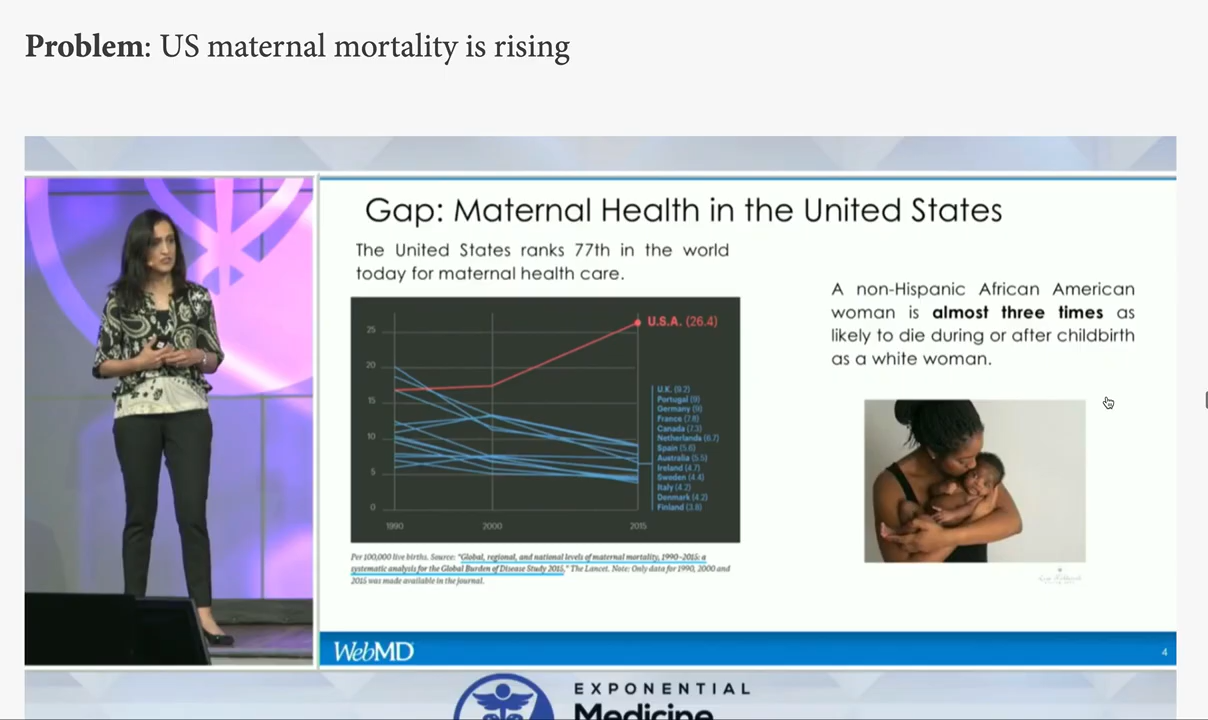 Problem: US maternal mortality is rising
Gap: Maternal Health in the United States
The United States ranks 77th in the world
today for maternal health care.
25
20
15
10
5
0
1990
2000
2015
U.S.A. (26.4)
U.K. (9.2)
Portugal (9)
Germany (9)
France (7.8)
Canada (7.3)
Netherlands (6.7)
Spain (5.6)
Australia (5.5)
Ireland (4.7)
Sweden (4.4)
Italy (4.2)
Denmark (4.2)
Finland (3.8)
Per 100,000 live births. Source: "Global, regional, and national levels of maternal mortality, 1990–2015: a
systematic analysis for the Global Burden of Disease Study 2015," The Lancet. Note: Only data for 1990, 2000 and
2015 was made available in the journal.
A non-Hispanic African American
woman is almost three times as
likely to die during or after childbirth
as a white woman.
WebMD
4
EXPONENTIAL
Medicine